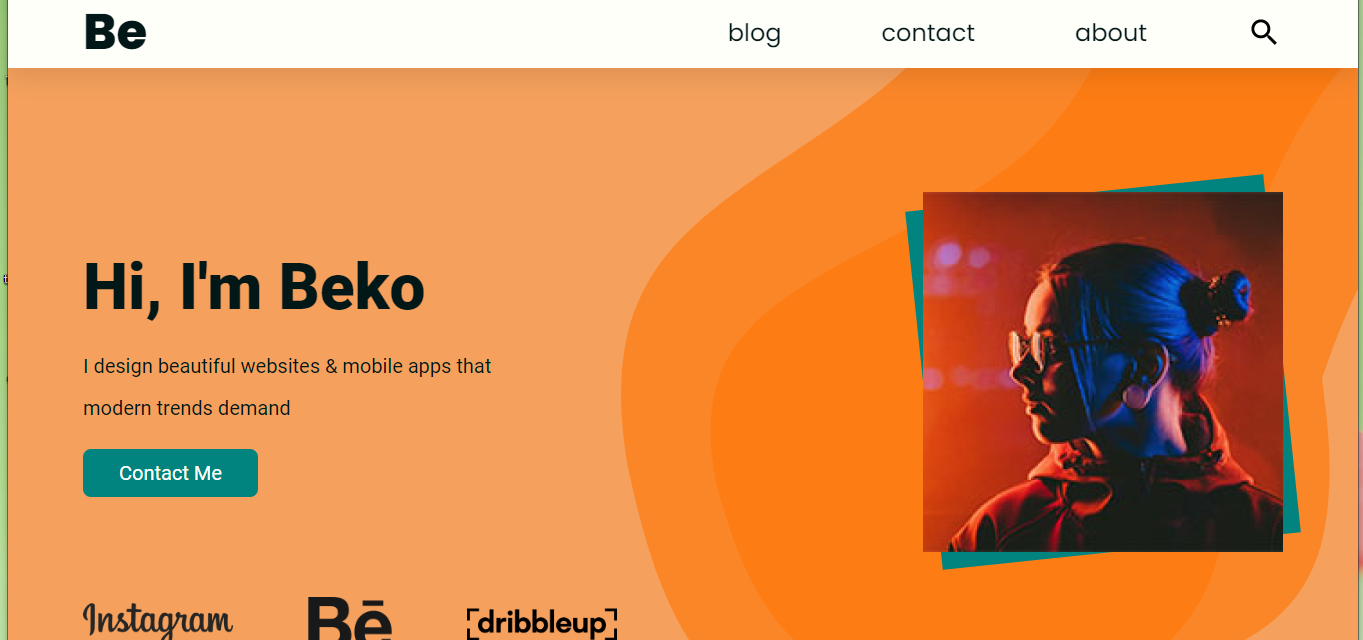 Be
blog
contact
about
Hi, I'm Beko
I design beautiful websites & mobile apps that
modern trends demand
Contact Me
Instagram
Bē
[dribbleup]